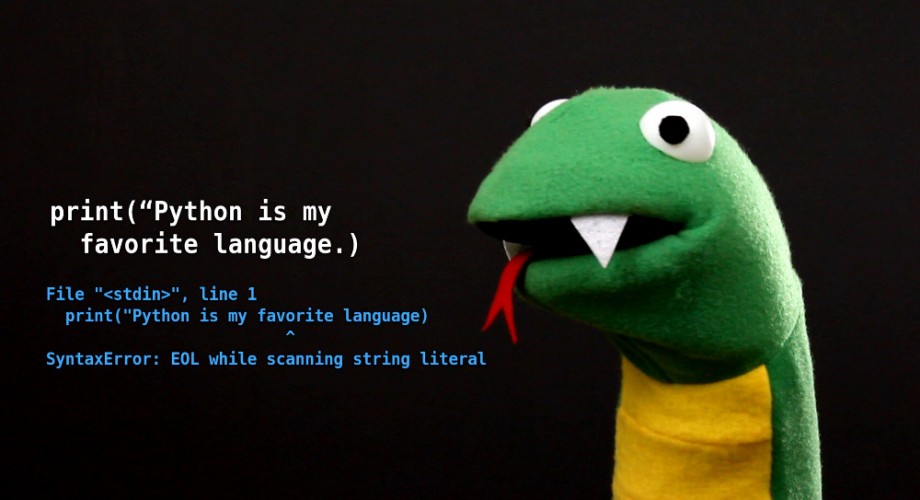 print(“Python is my
favorite language.)
File "<stdin>", line 1
print("Python is my favorite language)
^
SyntaxError: EOL while scanning string literal